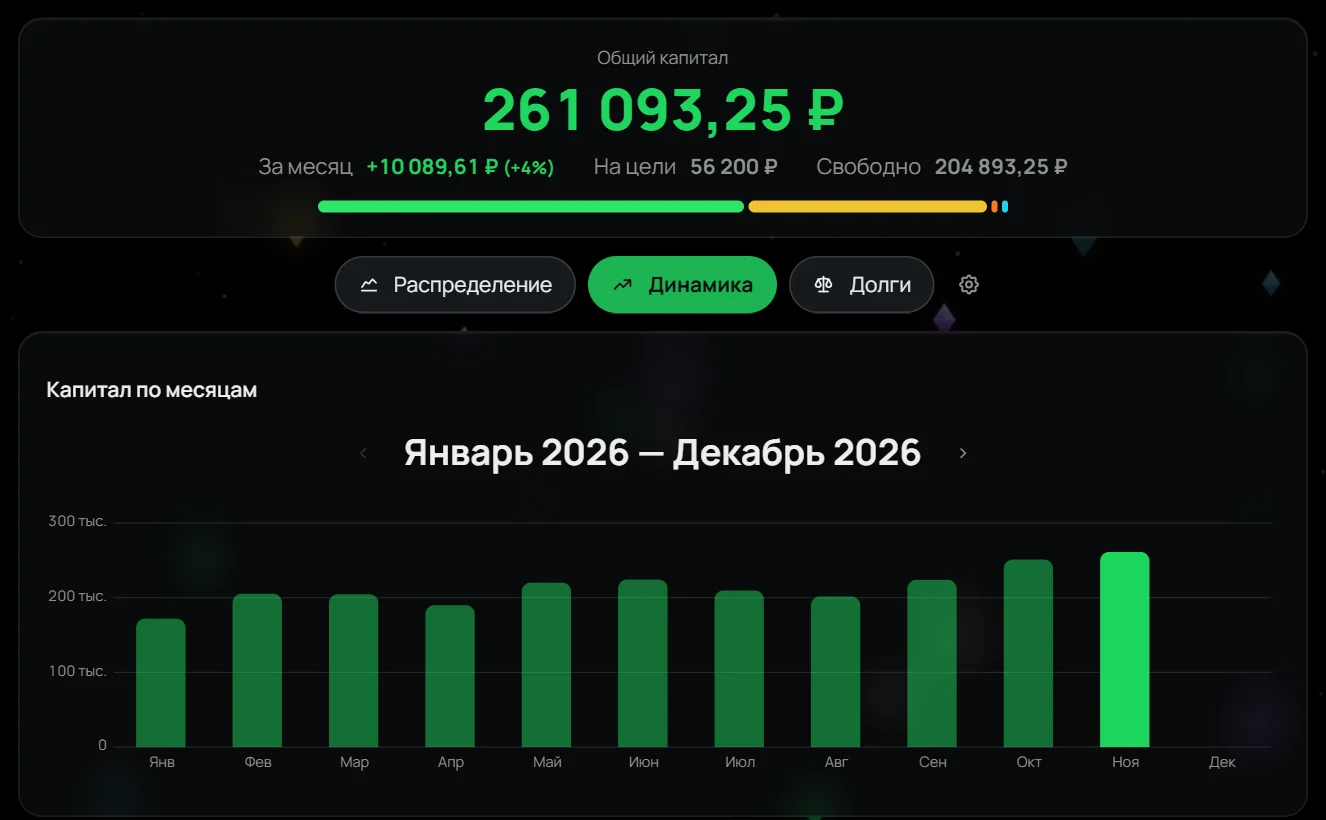 Общий капитал
261 093,25 ₽
За месяц +10 089,61 ₽ (+4%) На цели 56 200 ₽ Свободно 204 893,25 ₽
Распределение Динамика Долги
Капитал по месяцам
Январь 2026 — Декабрь 2026
300 тыс.
200 тыс.
100 тыс.
0
Янв Фев Мар Апр Май Июн Июл Авг Сен Окт Ноя Дек